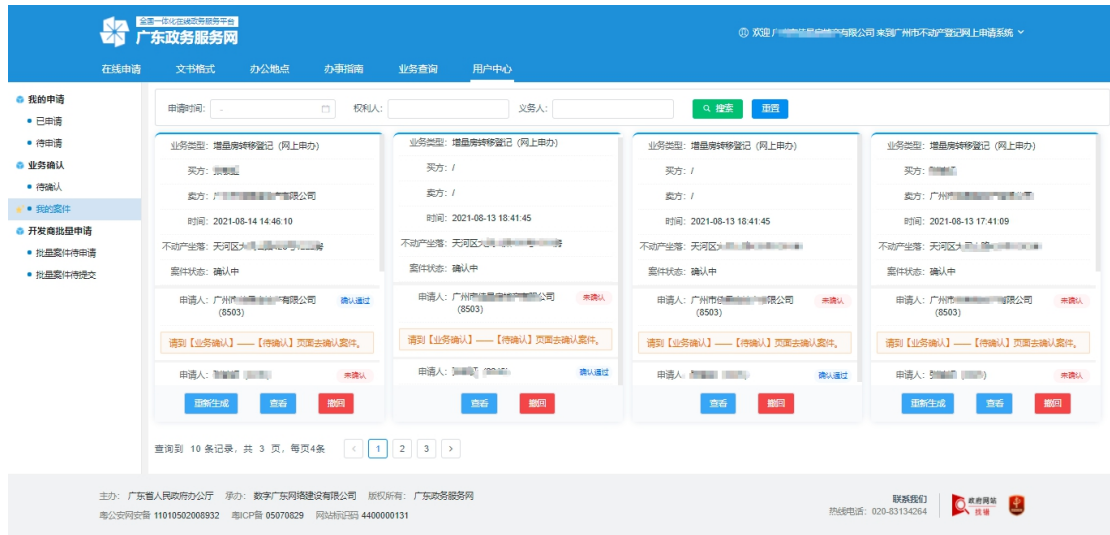 全国一体化在线政务服务平台
广东政务服务网
欢迎广 有限公司 来到广州市不动产登记网上申请系统
在线申请 文书格式 办公地点 办事指南 业务查询 用户中心
我的申请
已申请
待申请
业务确认
待确认
我的案件
开发商批量申请
批量案件待申请
批量案件待提交
申请时间: 权利人: 义务人: 搜索 重置
业务类型: 增量房转移登记（网上申办）
买方:
卖方: 有限公司
时间: 2021-08-14 14:46:10
不动产坐落: 天河区
案件状态: 确认中
申请人: 广州市 有限公司 确认通过
(8503)
请到【业务确认】——【待确认】页面去确认案件。
申请人: 未确认
重新生成 查看 撤回
业务类型: 增量房转移登记（网上申办）
买方: /
卖方: /
时间: 2021-08-13 18:41:45
不动产坐落: 天河区
案件状态: 确认中
申请人: 广州市 公司 未确认
(8503)
请到【业务确认】——【待确认】页面去确认案件。
申请人: 确认通过
查看 撤回
业务类型: 增量房转移登记（网上申办）
买方: /
卖方: /
时间: 2021-08-13 18:41:45
不动产坐落: 天河区
案件状态: 确认中
申请人: 广州市 有限公司 未确认
(8503)
请到【业务确认】——【待确认】页面去确认案件。
申请人: 确认通过
查看 撤回
业务类型: 增量房转移登记（网上申办）
买方:
卖方: 广州
时间: 2021-08-13 17:41:09
不动产坐落: 天河区
案件状态: 确认中
申请人: 广州市 限公司 未确认
(8503)
请到【业务确认】——【待确认】页面去确认案件。
申请人: 未确认
重新生成 查看 撤回
查询到 10 条记录, 共 3 页, 每页4条 < 1 2 3 >
主办: 广东省人民政府办公厅 承办: 数字广东网络建设有限公司 版权所有: 广东政务服务网
粤公安网安备 11010502008932 粤ICP备 05070829 网站标识码 4400000131
联系我们
热线电话: 020-83134264
政府网站
找错